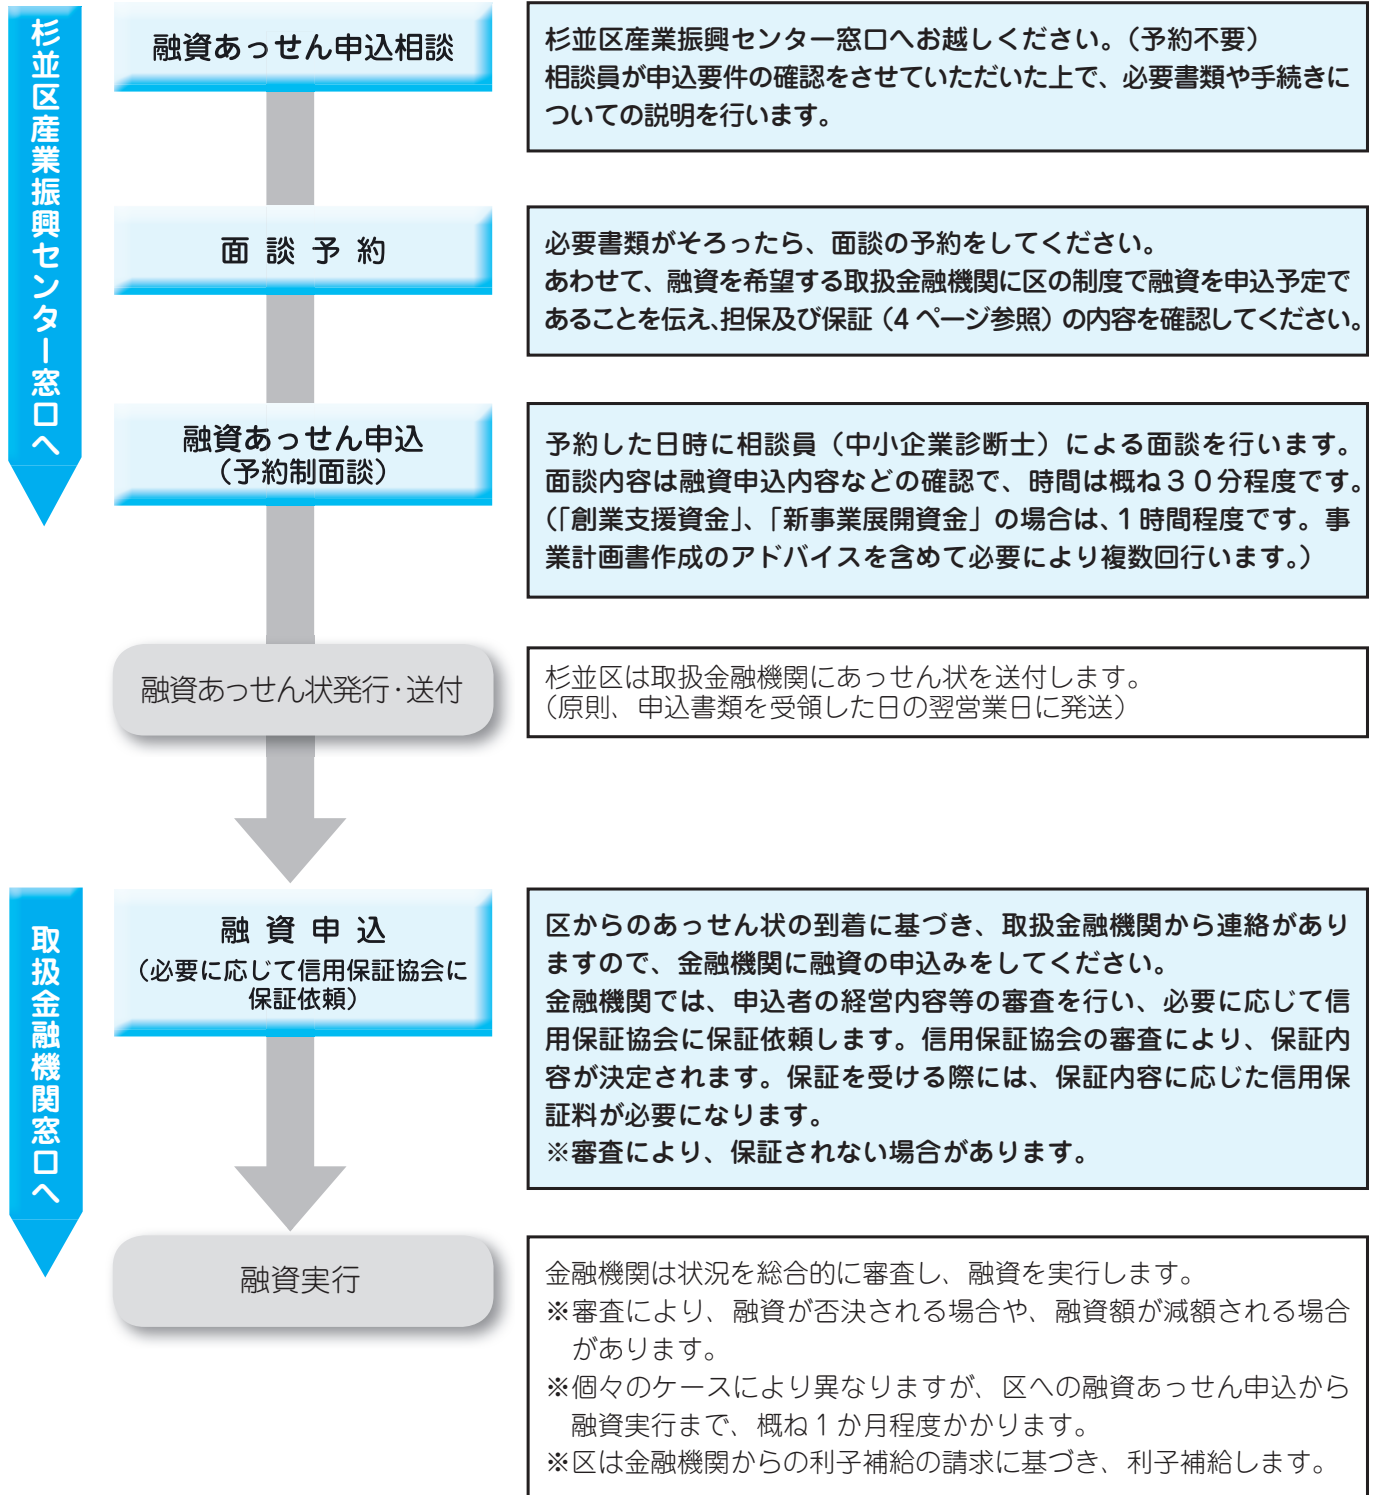 杉並区産業振興センター窓口へ
融資あっせん申込相談
杉並区産業振興センター窓口へお越しください。（予約不要）
相談員が申込要件の確認をさせていただいた上で、必要書類や手続きに
ついての説明を行います。
面談予約
必要書類がそろったら、面談の予約をしてください。
あわせて、融資を希望する取扱金融機関に区の制度で融資を申込予定で
あることを伝え、担保及び保証（4ページ参照）の内容を確認してください。
融資あっせん申込
（予約制面談）
予約した日時に相談員（中小企業診断士）による面談を行います。
面談内容は融資申込内容などの確認で、時間は概ね３０分程度です。
（「創業支援資金」、「新事業展開資金」の場合は、1時間程度です。事
業計画書作成のアドバイスを含めて必要により複数回行います。）
融資あっせん状発行・送付
杉並区は取扱金融機関にあっせん状を送付します。
（原則、申込書類を受領した日の翌営業日に発送）
取扱金融機関窓口へ
融資申込
（必要に応じて信用保証協会に
保証依頼）
区からのあっせん状の到着に基づき、取扱金融機関から連絡があり
ますので、金融機関に融資の申込みをしてください。
金融機関では、申込者の経営内容等の審査を行い、必要に応じて信
用保証協会に保証依頼します。信用保証協会の審査により、保証内
容が決定されます。保証を受ける際には、保証内容に応じた信用保
証料が必要になります。
※審査により、保証されない場合があります。
融資実行
金融機関は状況を総合的に審査し、融資を実行します。
※審査により、融資が否決される場合や、融資額が減額される場合
があります。
※個々のケースにより異なりますが、区への融資あっせん申込から
融資実行まで、概ね1か月程度かかります。
※区は金融機関からの利子補給の請求に基づき、利子補給します。